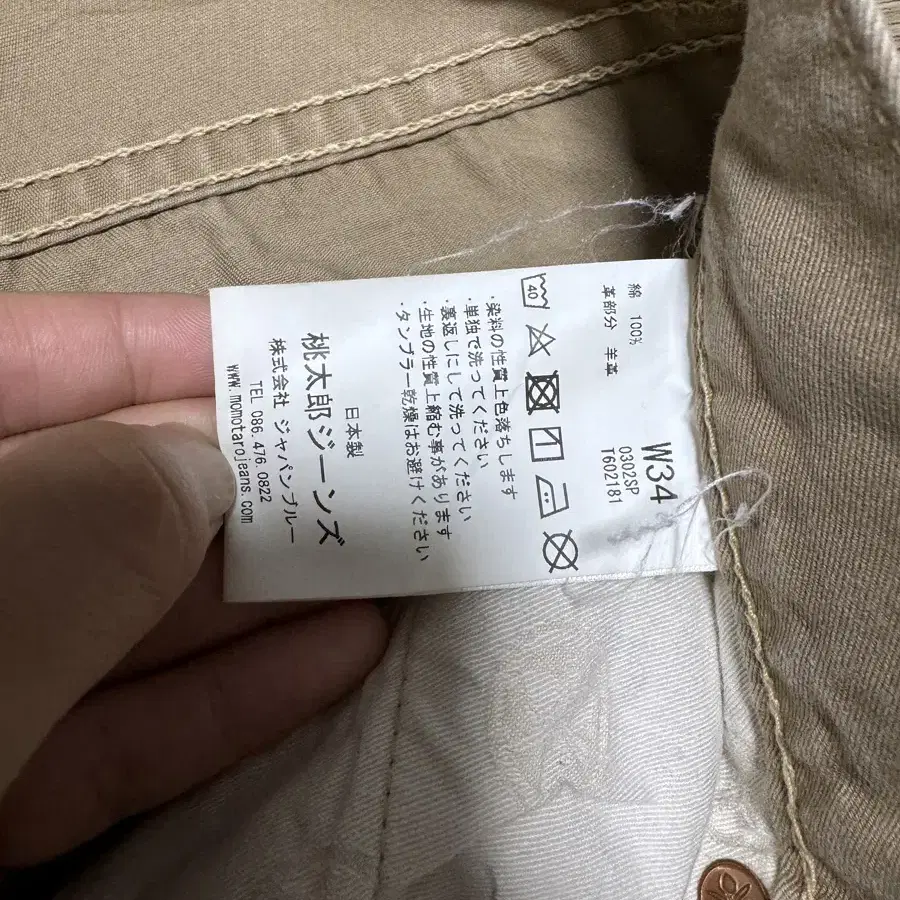 W34
0302SP
T602181
綿 100%
革部分 羊革
40
・染料の性質上色落ちします
・単独で洗ってください
・裏返しにして洗ってください
・生地の性質上縮む事があります
・タンブラー乾燥はお避けください
日本製
桃太郎ジーンズ
株式会社 ジャパンブルー
TEL 086.476.0822
www.momotarojeans.com